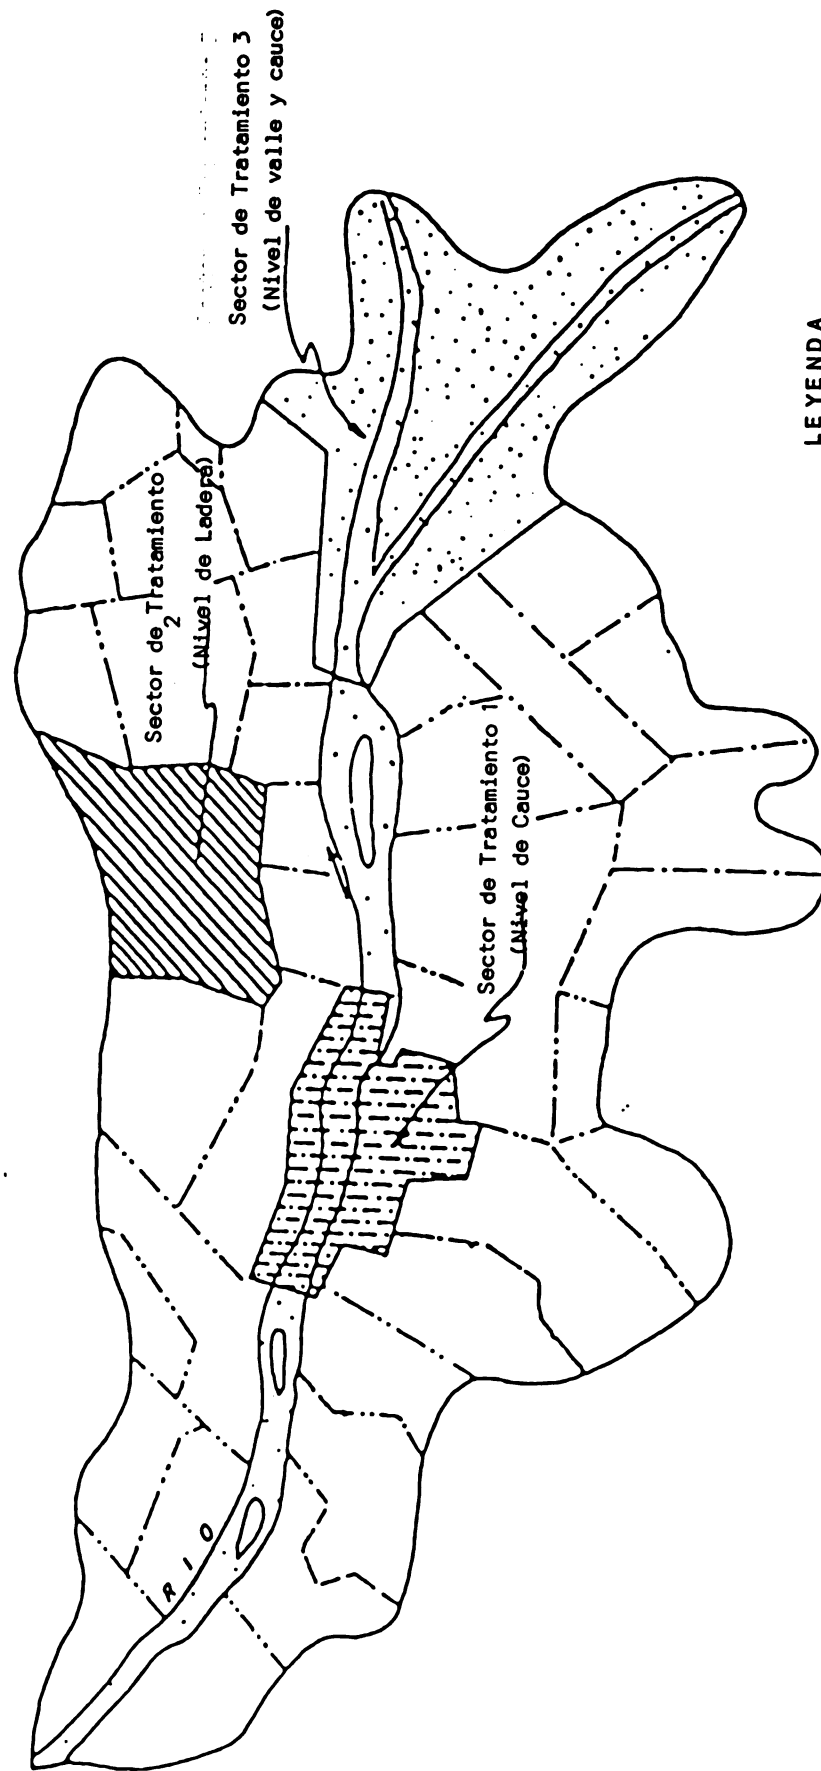 Sector de Tratamiento 3
(Nivel de valle y cauce)
Sector de Tratamiento
2
(Nivel de Ladera)
Sector de Tratamiento 1
(Nivel de Cauce)
RIO
LEYENDA